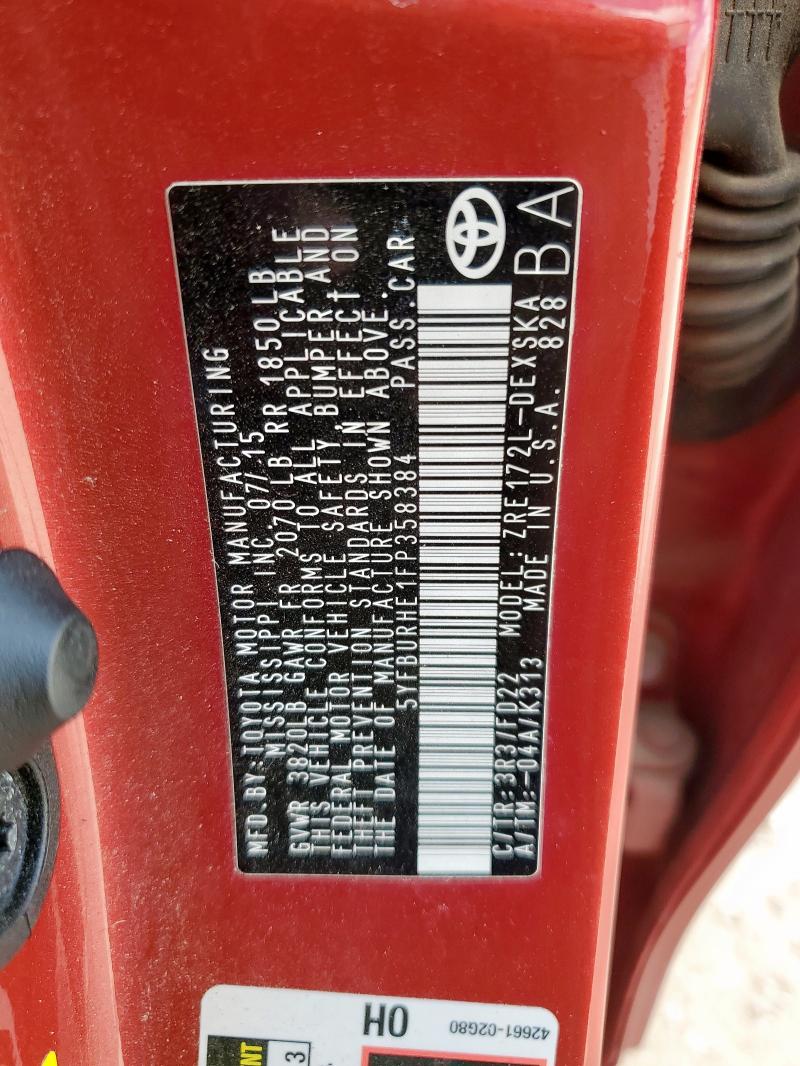 MFD.BY: TOYOTA MOTOR MANUFACTURING
MISSISSIPPI INC. 07/15
GVWR 3820LB GAWR FR 2070 LB RR 1850 LB
THIS VEHICLE CONFORMS TO ALL APPLICABLE
FEDERAL MOTOR VEHICLE SAFETY, BUMPER AND
THEFT PREVENTION STANDARDS IN EFFECT ON
THE DATE OF MANUFACTURE SHOWN ABOVE.
5YFBURHE1FP358384 PASS.CAR
C/TR:3R3/FD22 MODEL: ZRE172L-DEXSKA
A/TM:-04A/K313 MADE IN U.S.A. 828
BA
0H
42661-02G80